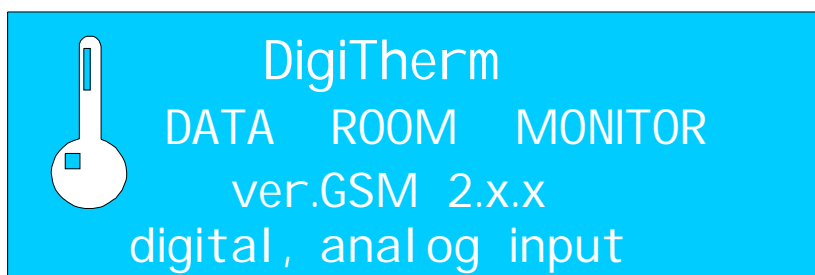 DigiTherm
DATA ROOM MONITOR
ver.GSM 2.x.x
digital, analog input